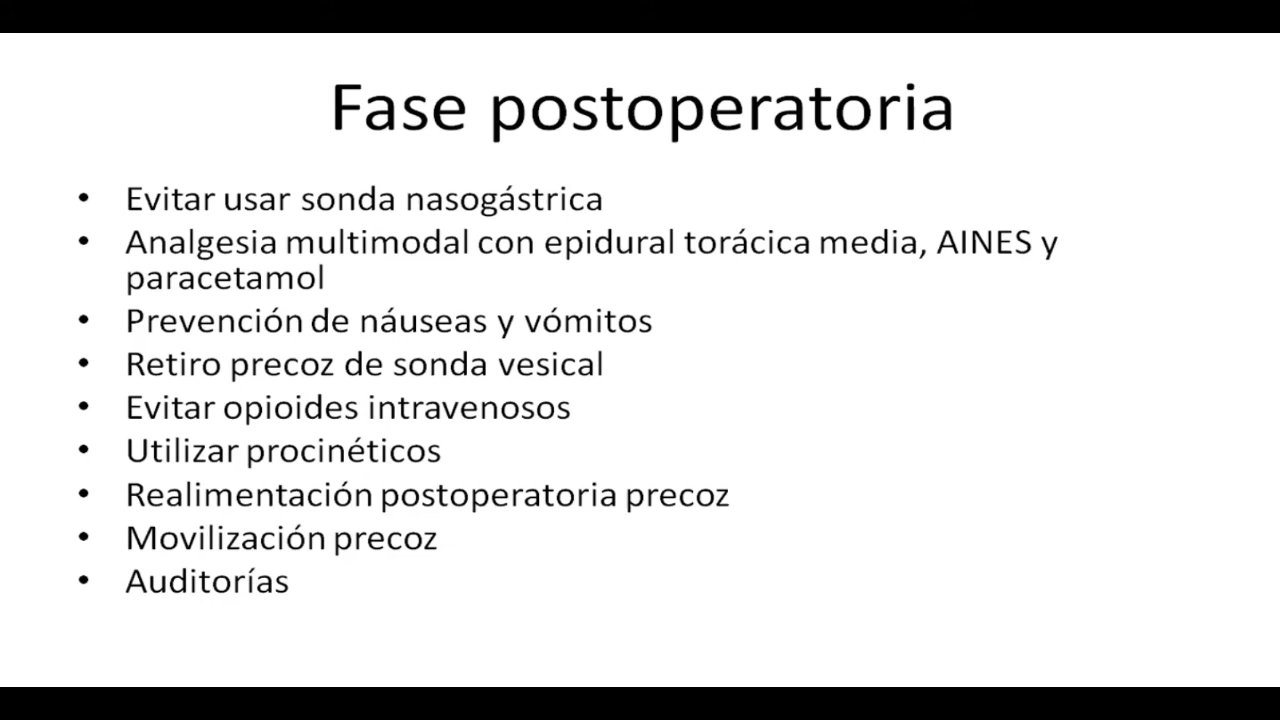 Fase postoperatoria
• Evitar usar sonda nasogástrica
• Analgesia multimodal con epidural torácica media, AINES y
paracetamol
• Prevención de náuseas y vómitos
• Retiro precoz de sonda vesical
• Evitar opioides intravenosos
• Utilizar procinéticos
• Realimentación postoperatoria precoz
• Movilización precoz
• Auditorías